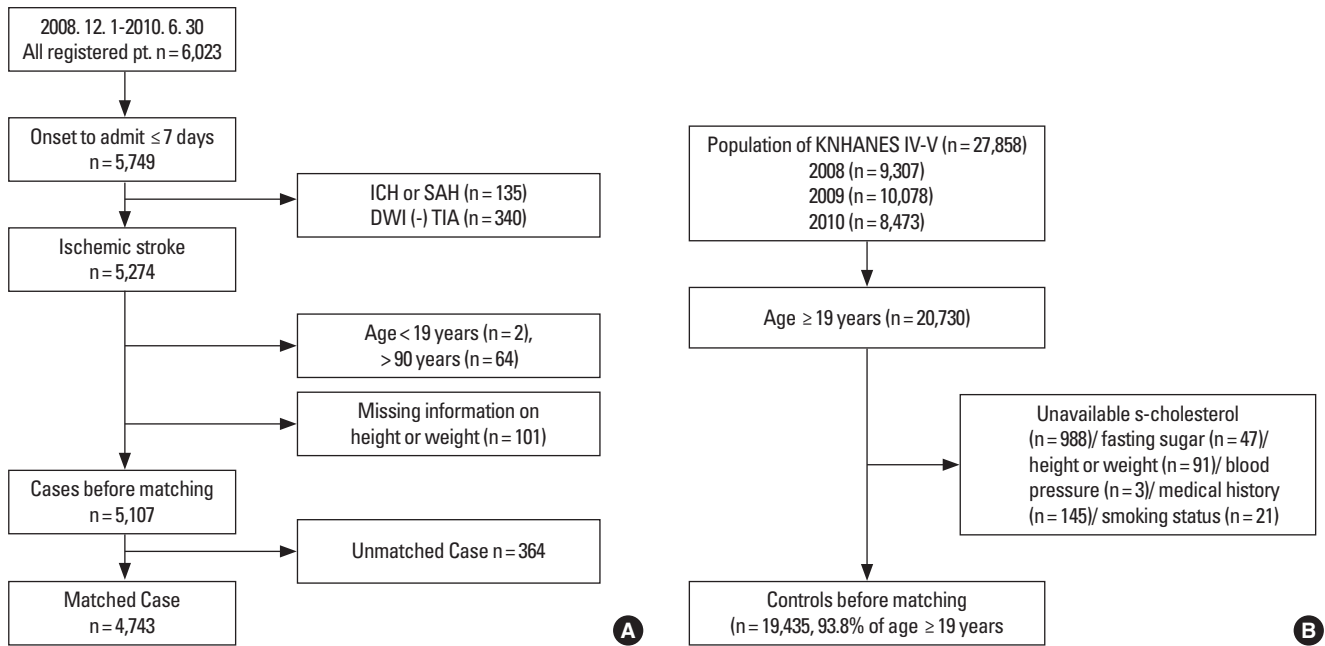 2008. 12. 1-2010. 6. 30
All registered pt. n = 6,023
Onset to admit ≤ 7 days
n = 5,749
ICH or SAH (n = 135)
DWI (-) TIA (n = 340)
Ischemic stroke
n = 5,274
Age < 19 years (n = 2),
> 90 years (n = 64)
Missing information on
height or weight (n = 101)
Cases before matching
n = 5,107
Unmatched Case n = 364
Matched Case
n = 4,743
A
Population of KNHANES IV-V (n = 27,858)
2008 (n = 9,307)
2009 (n = 10,078)
2010 (n = 8,473)
Age ≥ 19 years (n = 20,730)
Unavailable s-cholesterol
(n = 988)/ fasting sugar (n = 47)/
height or weight (n = 91)/ blood
pressure (n = 3)/ medical history
(n = 145)/ smoking status (n = 21)
Controls before matching
(n = 19,435, 93.8% of age ≥ 19 years
B